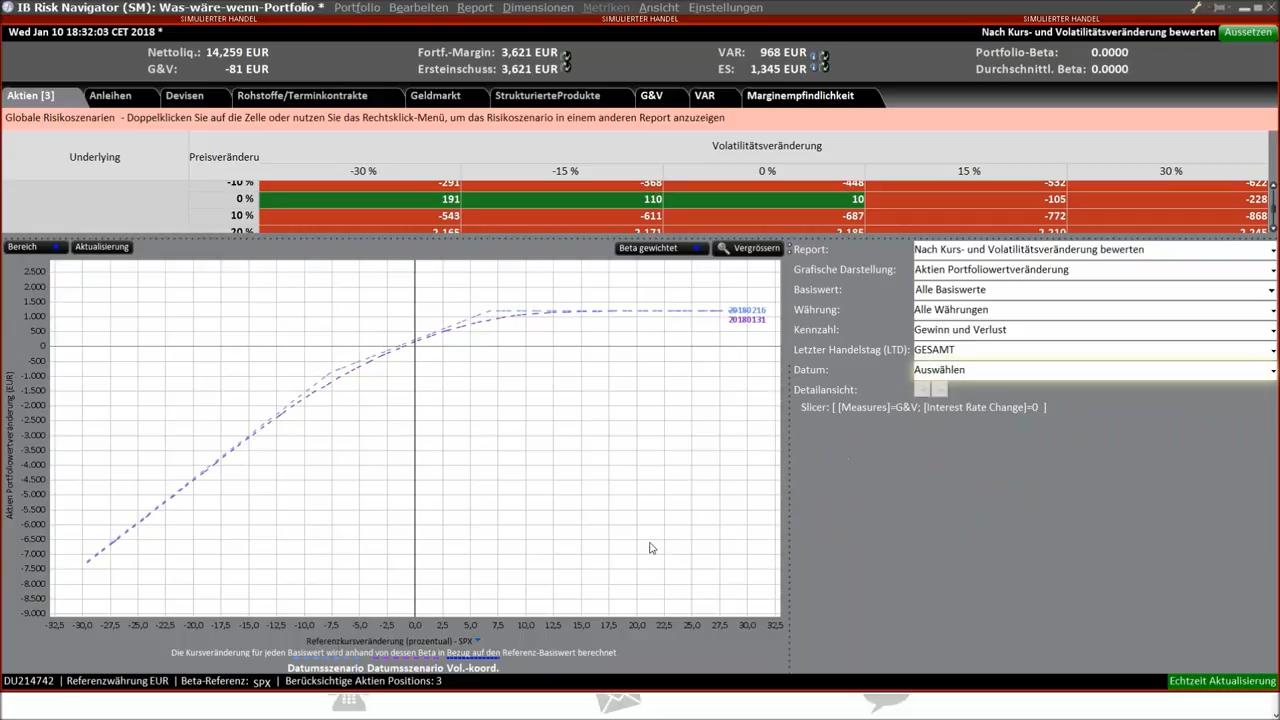 IB Risk Navigator (SM): Was-wäre-wenn-Portfolio * Portfolio Bearbeiten Report Dimensionen Metriken Ansicht Einstellungen
SIMULIERTER HANDEL SIMULIERTER HANDEL SIMULIERTER HANDEL
Wed Jan 10 18:32:03 CET 2018 * Nach Kurs- und Volatilitätsveränderung bewerten Aussetzen
Nettoliq.: 14,259 EUR Fortf.-Margin: 3,621 EUR VAR: 968 EUR Portfolio-Beta: 0.0000
G&V: -81 EUR Ersteinschuss: 3,621 EUR ES: 1,345 EUR Durchschnittl. Beta: 0.0000
Aktien [3] Anleihen Devisen Rohstoffe/Terminkontrakte Geldmarkt StrukturierteProdukte G&V VAR Marginempfindlichkeit
Globale Risikoszenarien - Doppelklicken Sie auf die Zelle oder nutzen Sie das Rechtsklick-Menü, um das Risikoszenario in einem anderen Report anzuzeigen
Volatilitätsveränderung
Underlying Preisveränderu
-30 % -15 % 0 % 15 % 30 %
-10 % -291 -368 -448 -532 -622
0 % 191 110 10 -105 -228
10 % -543 -611 -687 -772 -868
Bereich Aktualisierung Beta gewichtet Vergrössern
Report: Nach Kurs- und Volatilitätsveränderung bewerten
Grafische Darstellung: Aktien Portfoliowertveränderung
Basiswert: Alle Basiswerte
Währung: Alle Währungen
Kennzahl: Gewinn und Verlust
Letzter Handelstag (LTD): GESAMT
Datum: Auswählen
Detailansicht:
Slicer: [ [Measures]=G&V; [Interest Rate Change]=0 ]
Aktien Portfoliowertveränderung (EUR)
2.500
2.000
1.500
1.000
500
0
-500
-1.000
-1.500
-2.000
-2.500
-3.000
-3.500
-4.000
-4.500
-5.000
-5.500
-6.000
-6.500
-7.000
-7.500
-8.000
-8.500
-9.000
20180216
20180131
-32,5 -30,0 -27,5 -25,0 -22,5 -20,0 -17,5 -15,0 -12,5 -10,0 -7,5 -5,0 -2,5 0,0 2,5 5,0 7,5 10,0 12,5 15,0 17,5 20,0 22,5 25,0 27,5 30,0 32,5
Referenzkursveränderung (prozentual) - SPX
Die Kursveränderung für jeden Basiswert wird anhand von dessen Beta in Bezug auf den Referenz-Basiswert berechnet
Datumsszenario Datumsszenario Vol.-koord.
DU214742 | Referenzwährung EUR | Beta-Referenz: SPX | Berücksichtige Aktien Positions: 3 Echtzeit Aktualisierung